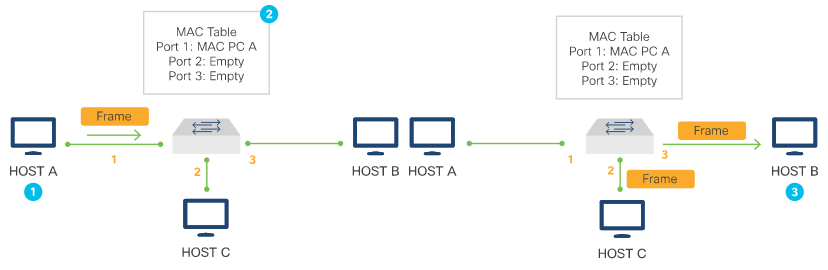 2
MAC Table
Port 1: MAC PC A
Port 2: Empty
Port 3: Empty
Frame
1
2
3
HOST A
1
HOST B
HOST C
MAC Table
Port 1: MAC PC A
Port 2: Empty
Port 3: Empty
Frame
1
2
3
Frame
HOST A
HOST B
3
HOST C